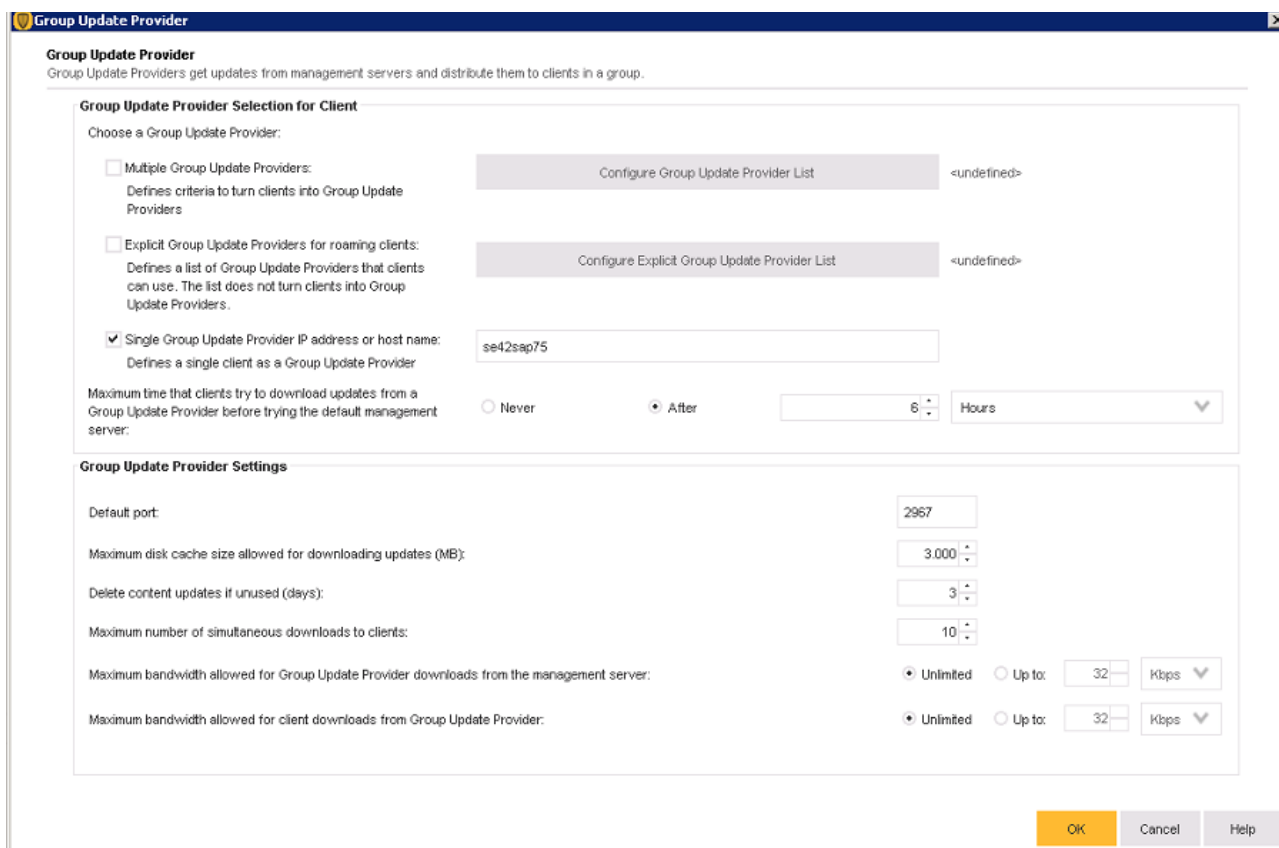 Group Update Provider
Group Update Provider
Group Update Providers get updates from management servers and distribute them to clients in a group.
Group Update Provider Selection for Client
Choose a Group Update Provider:
Multiple Group Update Providers:
Configure Group Update Provider List
<undefined>
Defines criteria to turn clients into Group Update
Providers
Explicit Group Update Providers for roaming clients:
Configure Explicit Group Update Provider List
<undefined>
Defines a list of Group Update Providers that clients
can use. The list does not turn clients into Group
Update Providers.
Single Group Update Provider IP address or host name:
se42sap75
Defines a single client as a Group Update Provider
Maximum time that clients try to download updates from a
Group Update Provider before trying the default management
server:
Never
After
6
Hours
Group Update Provider Settings
Default port:
2967
Maximum disk cache size allowed for downloading updates (MB):
3.000
Delete content updates if unused (days):
3
Maximum number of simultaneous downloads to clients:
10
Maximum bandwidth allowed for Group Update Provider downloads from the management server:
Unlimited
Up to:
32
Kbps
Maximum bandwidth allowed for client downloads from Group Update Provider:
Unlimited
Up to:
32
Kbps
OK
Cancel
Help